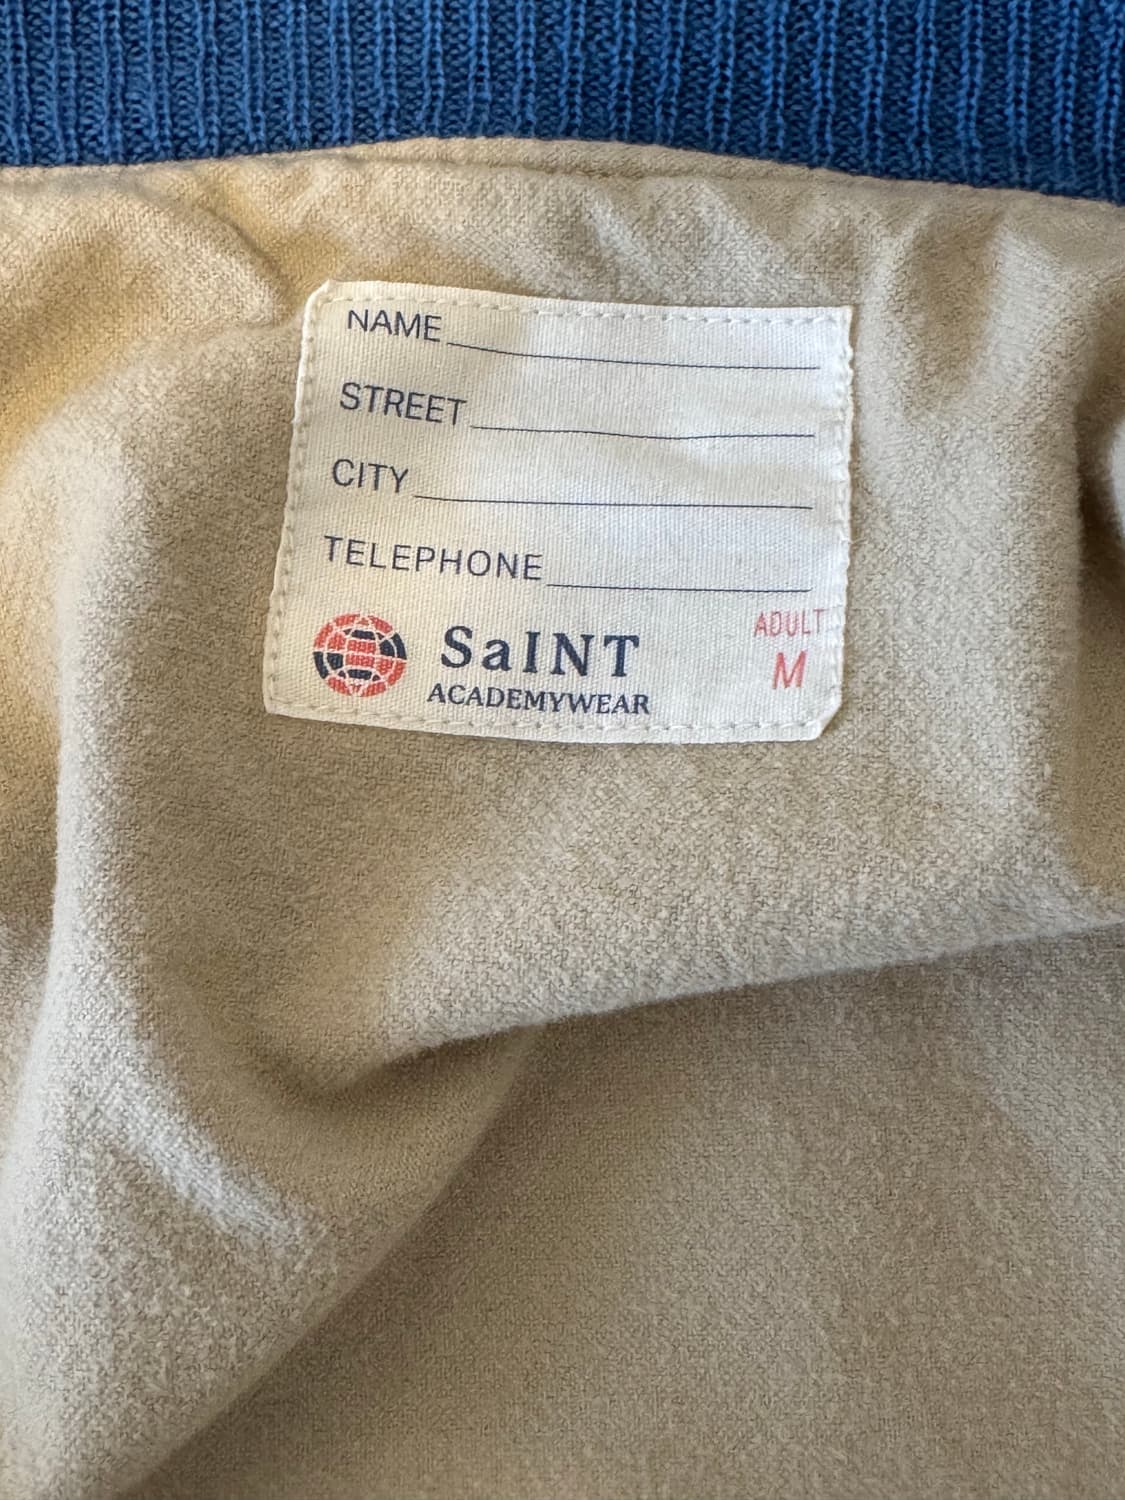 NAME
STREET
CITY
TELEPHONE
SaINT
ACADEMYWEAR
ADULT
M